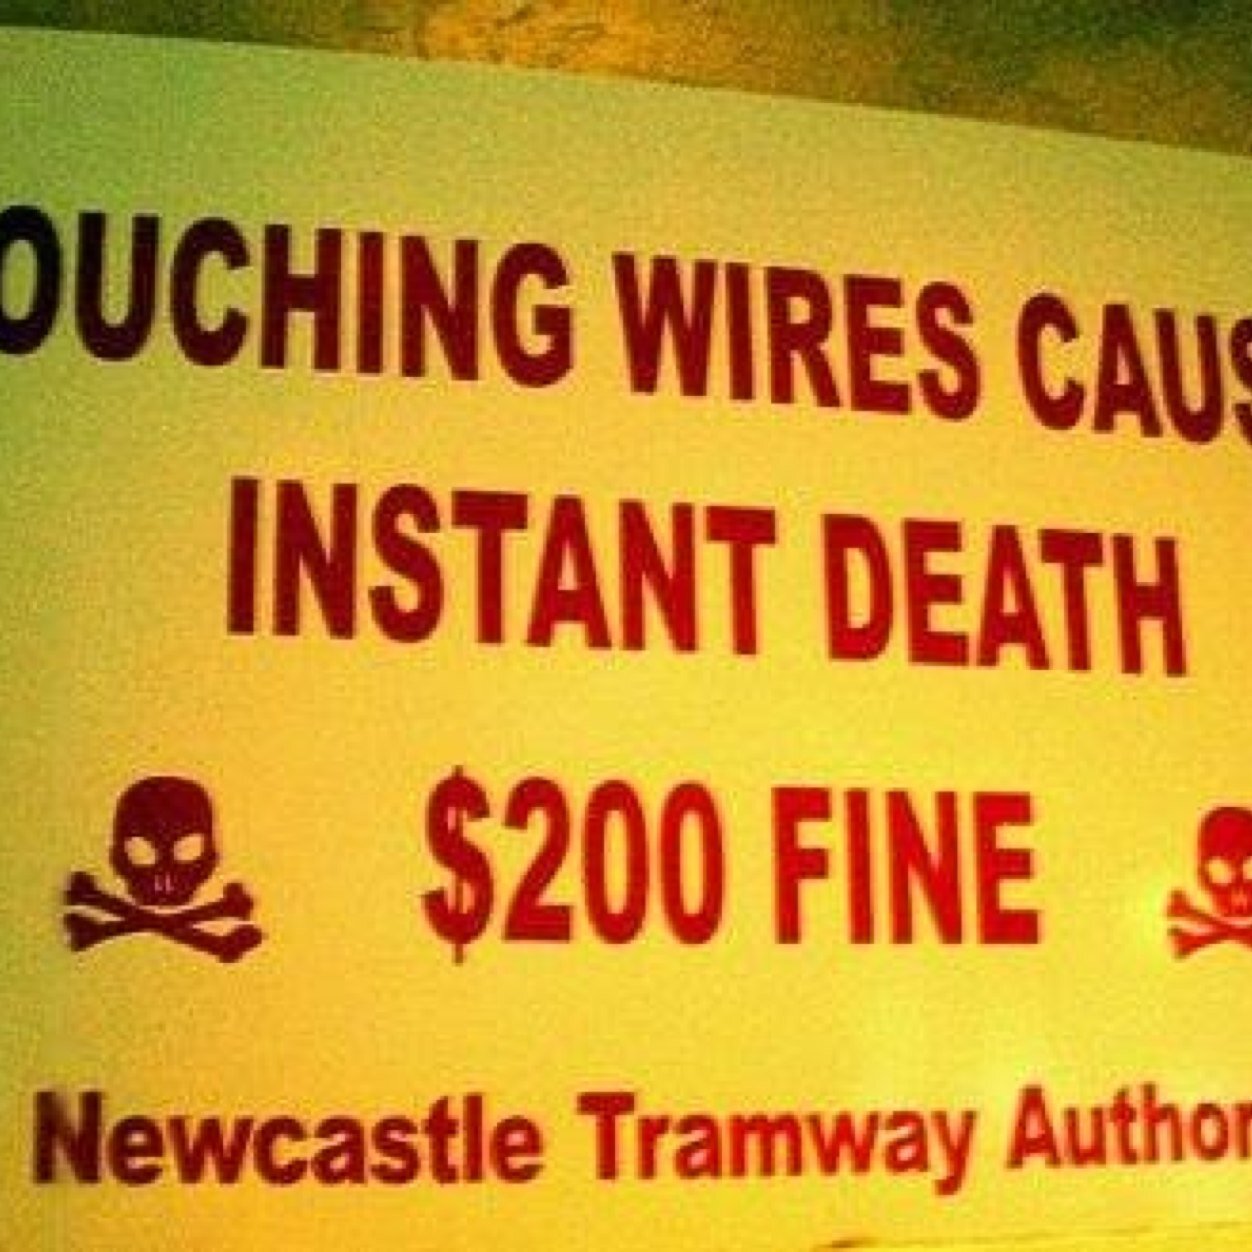 OUCHING WIRES CAUS
INSTANT DEATH
$200 FINE
Newcastle Tramway Author